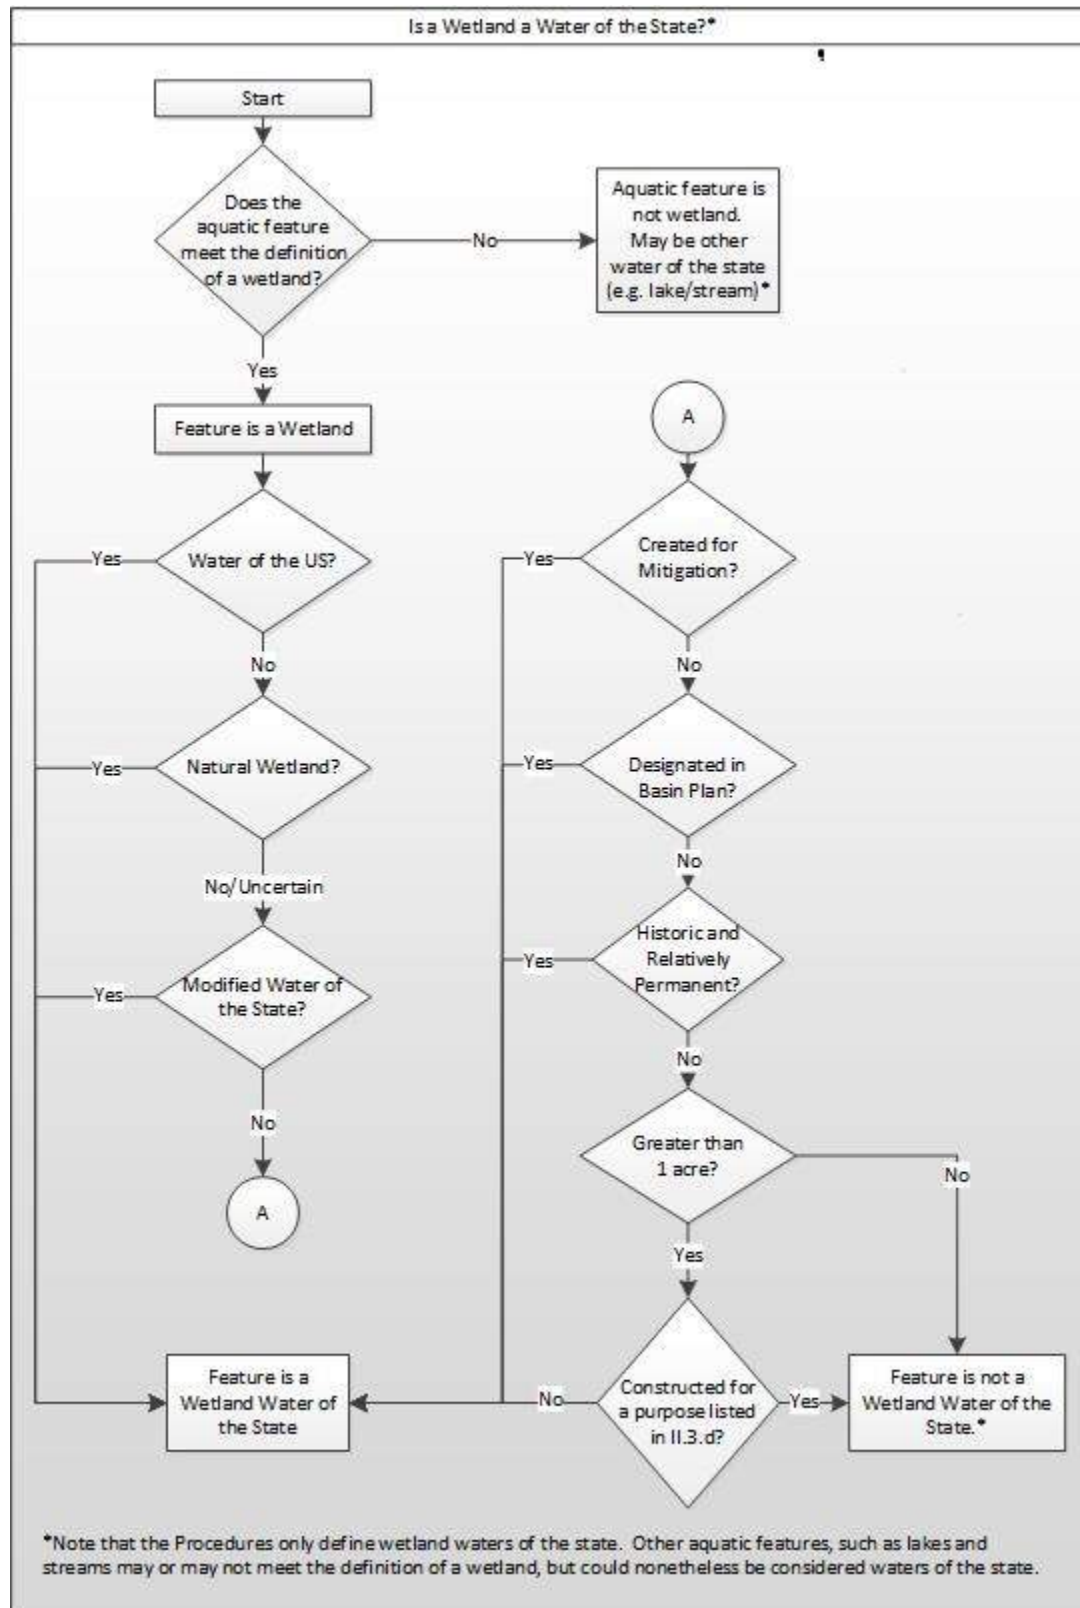 Is a Wetland a Water of the State?*
¶
Start
Does the
aquatic feature
meet the definition
of a wetland?
No
Aquatic feature is
not wetland.
May be other
water of the state
(e.g. lake/stream)*
Yes
Feature is a Wetland
Water of the US?
Yes
No
Natural Wetland?
Yes
No/Uncertain
Modified Water of
the State?
Yes
No
A
A
Created for
Mitigation?
Yes
No
Designated in
Basin Plan?
Yes
No
Historic and
Relatively
Permanent?
Yes
No
Greater than
1 acre?
No
Yes
Constructed for
a purpose listed
in II.3.d?
No
Yes
Feature is a
Wetland Water of
the State
Feature is not a
Wetland Water of the
State.*
*Note that the Procedures only define wetland waters of the state. Other aquatic features, such as lakes and
streams may or may not meet the definition of a wetland, but could nonetheless be considered waters of the state.